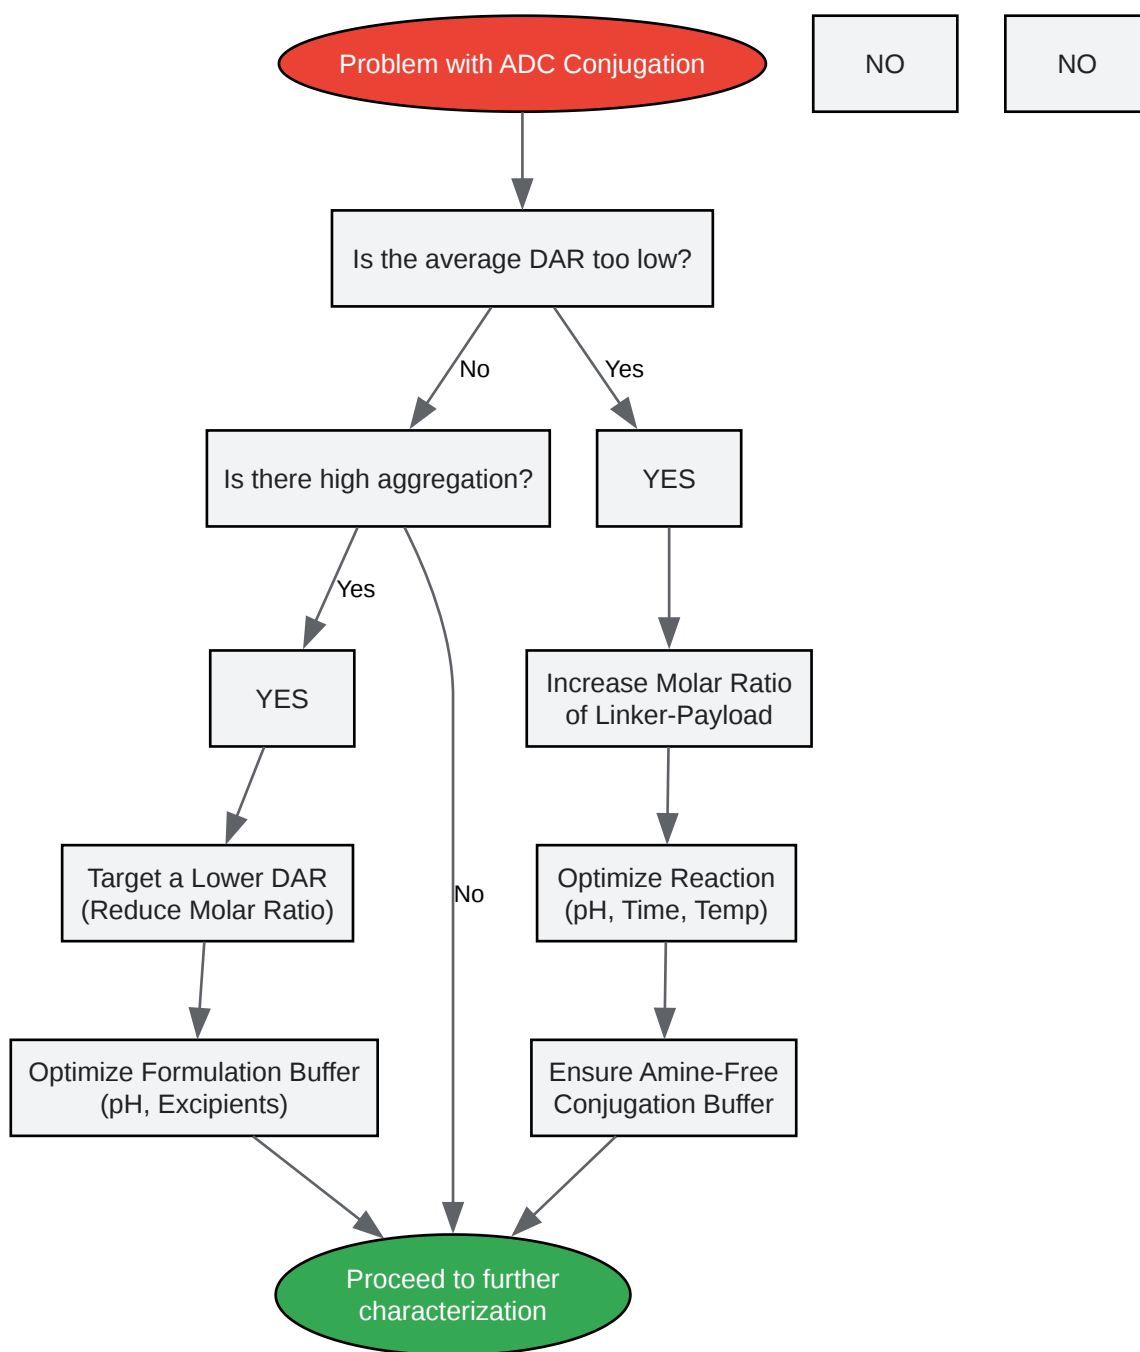 Problem with ADC Conjugation
NO
NO
Is the average DAR too low?
No
Yes
Is there high aggregation?
YES
Yes
YES
Increase Molar Ratio
of Linker-Payload
Target a Lower DAR
(Reduce Molar Ratio)
No
Optimize Reaction
(pH, Time, Temp)
Optimize Formulation Buffer
(pH, Excipients)
Ensure Amine-Free
Conjugation Buffer
Proceed to further
characterization